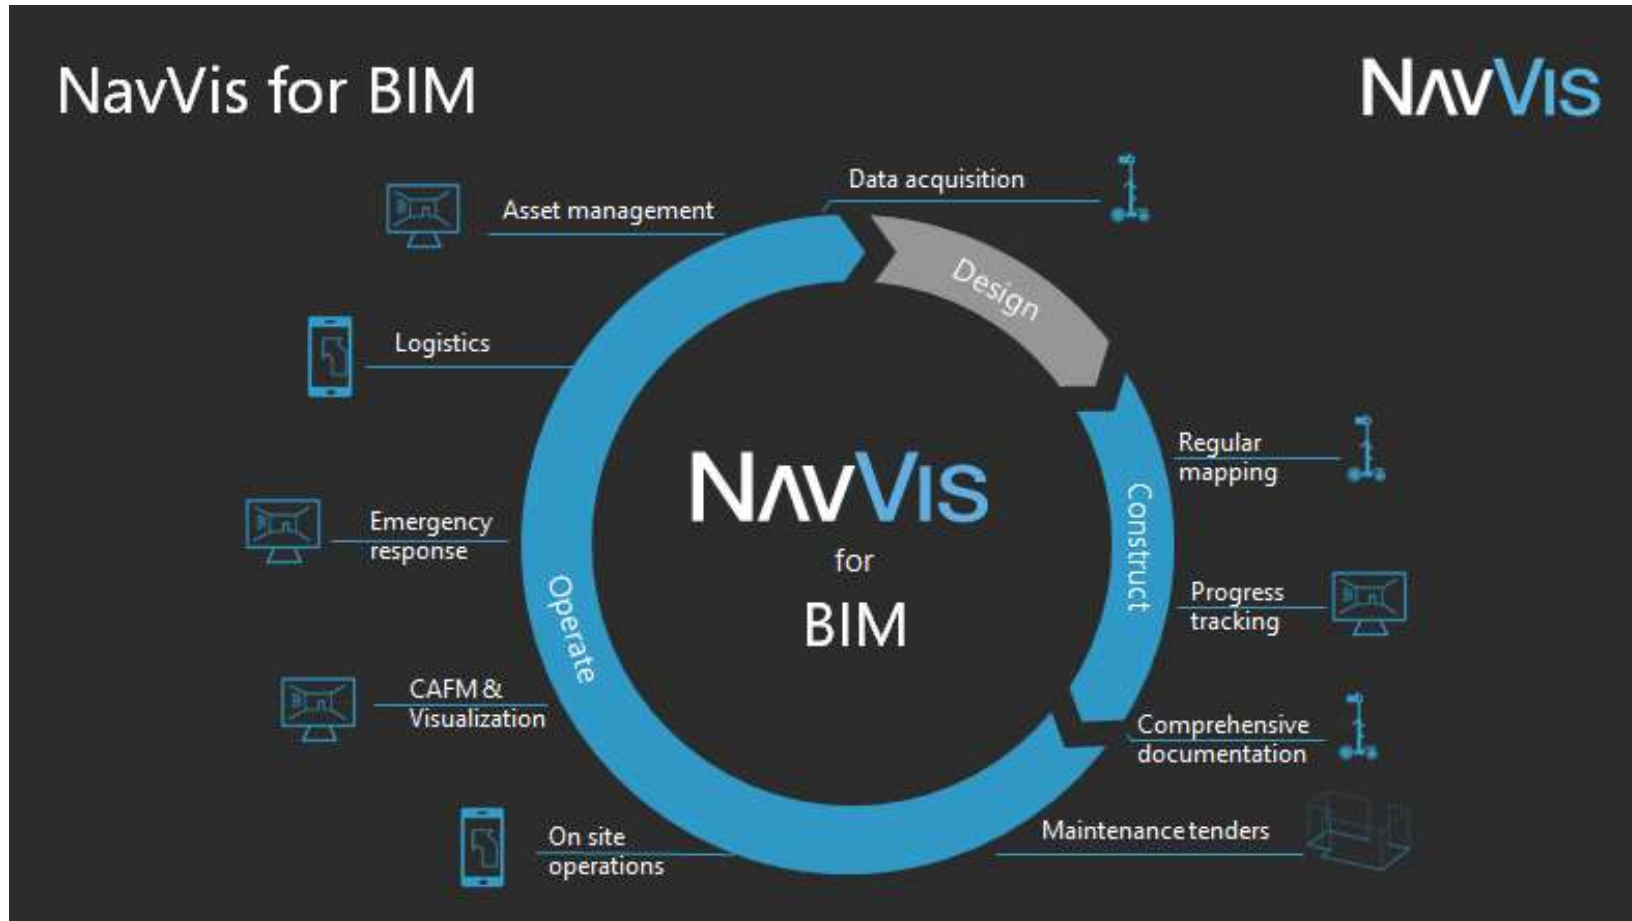 NavVis for BIM
NAVVIS
Data acquisition
Asset management
Design
Logistics
Regular
mapping
NAVVIS
for
BIM
Construct
Emergency
response
Operate
Progress
tracking
CAFM &
Visualization
Comprehensive
documentation
On site
operations
Maintenance tenders